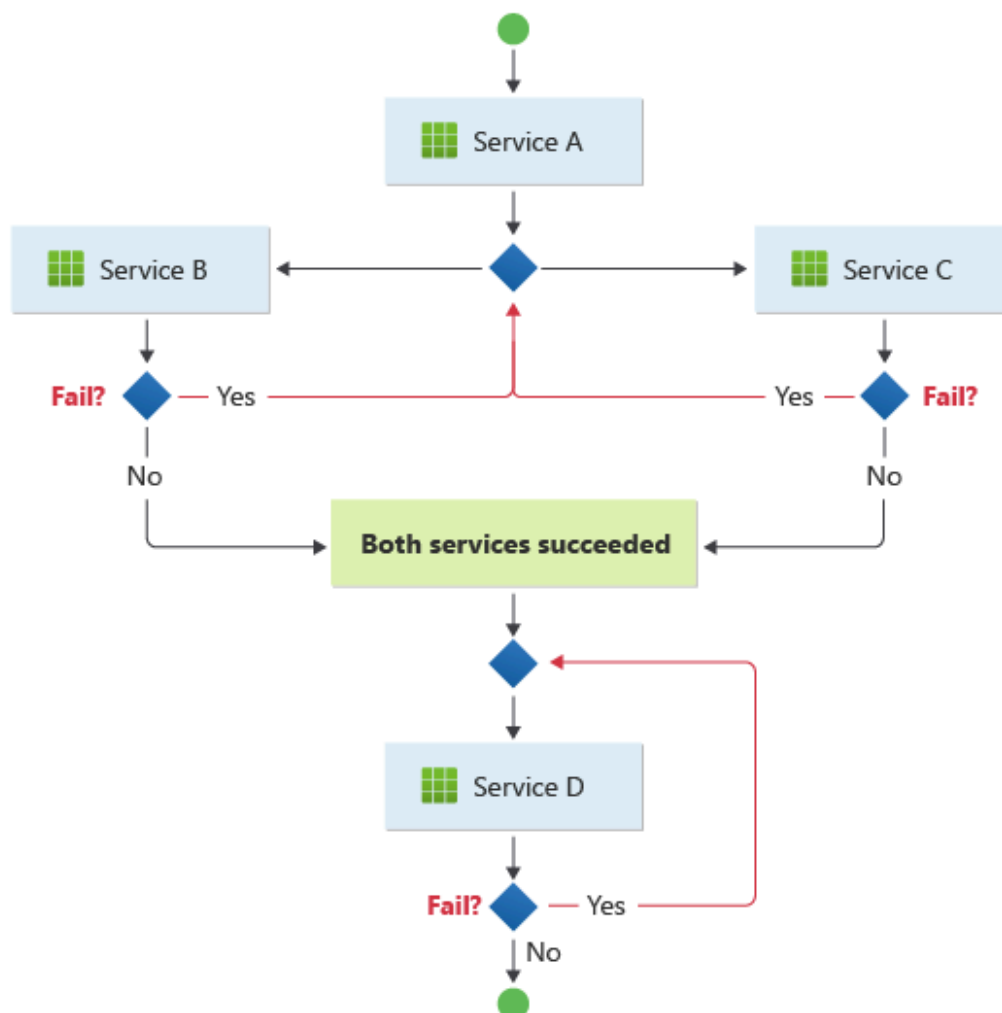 Service A
Service B
Service C
Fail?
Yes
Yes
Fail?
No
No
Both services succeeded
Service D
Fail?
Yes
No